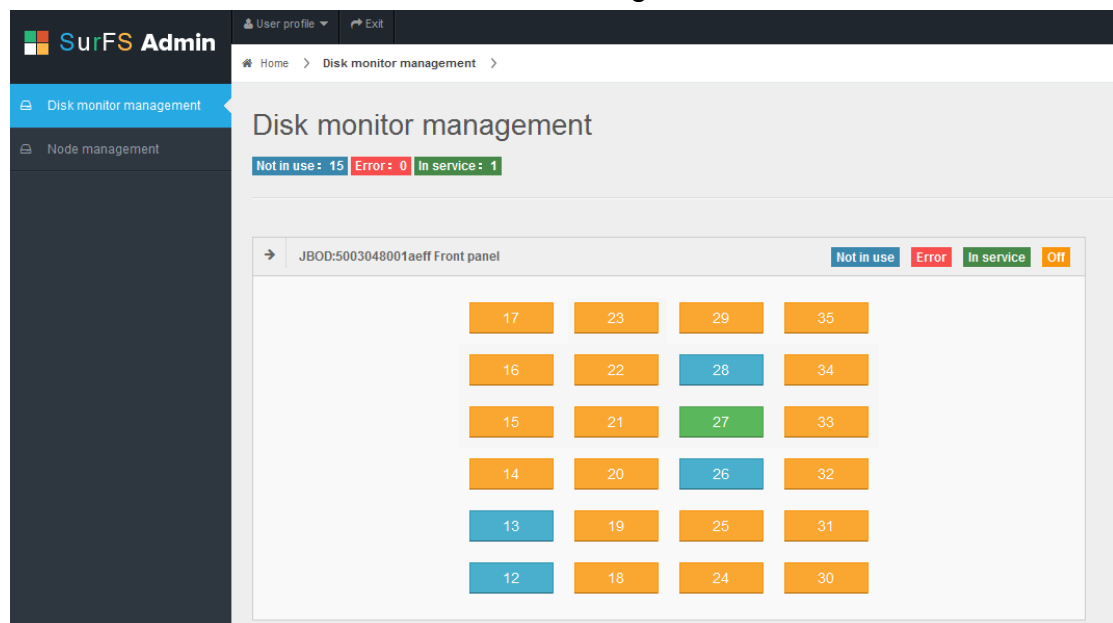 SurFS Admin
User profile
Exit
Home > Disk monitor management >
Disk monitor management
Node management
Disk monitor management
Not in use: 15 Error: 0 In service: 1
JBOD:5003048001aeff Front panel
Not in use Error In service Off
17 23 29 35
16 22 28 34
15 21 27 33
14 20 26 32
13 19 25 31
12 18 24 30